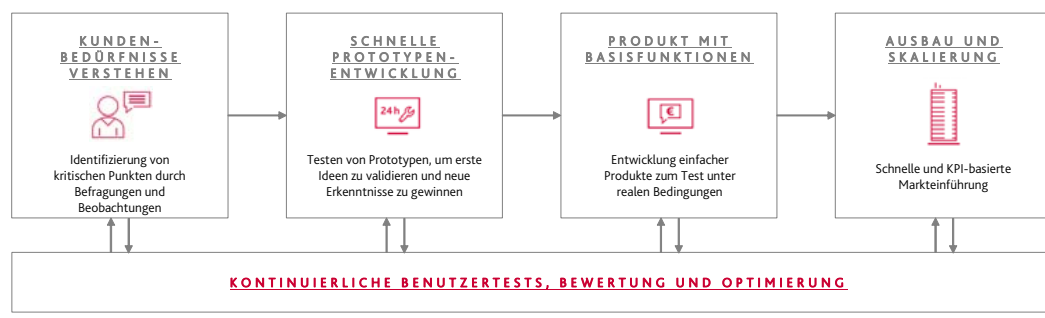 KUNDEN-
BEDÜRFNISSE
VERSTEHEN
Identifizierung von
kritischen Punkten durch
Befragungen und
Beobachtungen
SCHNELLE
PROTOTYPEN-
ENTWICKLUNG
24h
Testen von Prototypen, um erste
Ideen zu validieren und neue
Erkenntnisse zu gewinnen
PRODUKT MIT
BASISFUNKTIONEN
€
Entwicklung einfacher
Produkte zum Test unter
realen Bedingungen
AUSBAU UND
SKALIERUNG
Schnelle und KPI-basierte
Markteinführung
KONTINUIERLICHE BENUTZERTESTS, BEWERTUNG UND OPTIMIERUNG